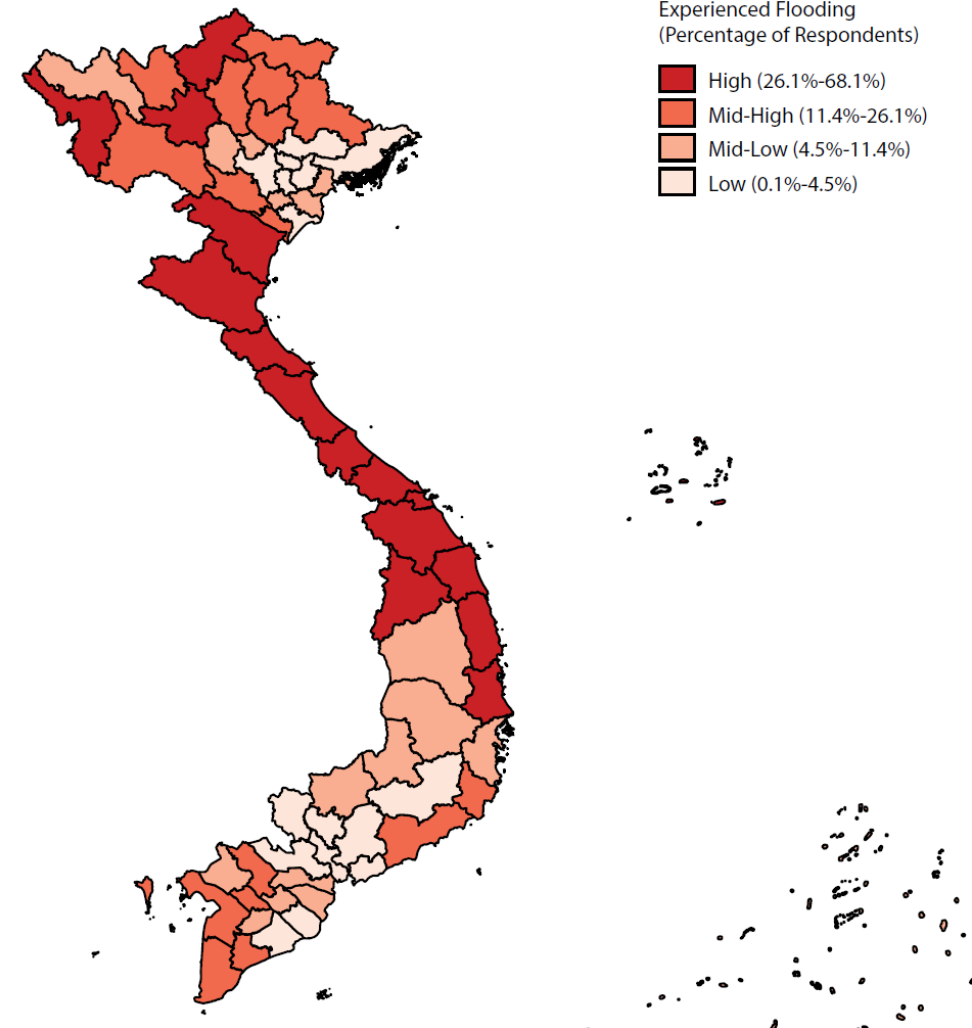 Experienced Flooding
(Percentage of Respondents)
High (26.1%-68.1%)
Mid-High (11.4%-26.1%)
Mid-Low (4.5%-11.4%)
Low (0.1%-4.5%)